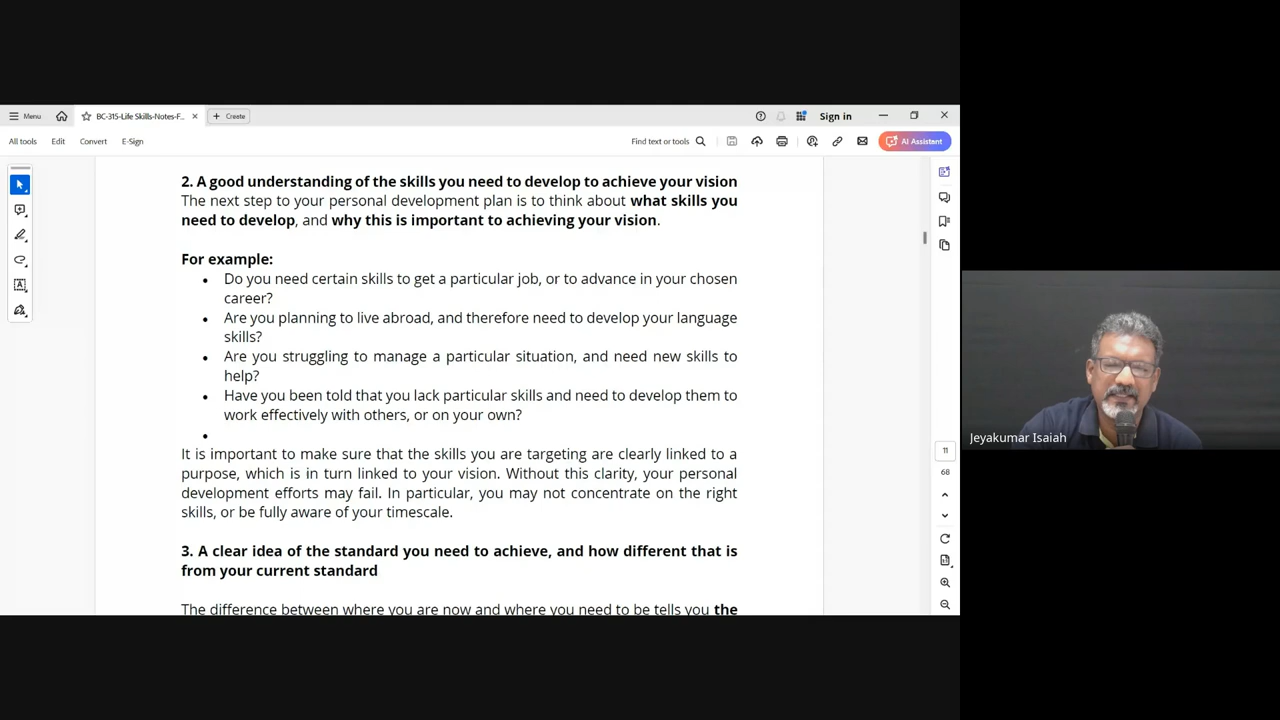 Menu
BC-315-Life Skills-Notes-F...
Create
Sign in
All tools
Edit
Convert
E-Sign
Find text or tools
AI Assistant
2. A good understanding of the skills you need to develop to achieve your vision
The next step to your personal development plan is to think about what skills you
need to develop, and why this is important to achieving your vision.
For example:
• Do you need certain skills to get a particular job, or to advance in your chosen
career?
• Are you planning to live abroad, and therefore need to develop your language
skills?
• Are you struggling to manage a particular situation, and need new skills to
help?
• Have you been told that you lack particular skills and need to develop them to
work effectively with others, or on your own?
•
It is important to make sure that the skills you are targeting are clearly linked to a
purpose, which is in turn linked to your vision. Without this clarity, your personal
development efforts may fail. In particular, you may not concentrate on the right
skills, or be fully aware of your timescale.
3. A clear idea of the standard you need to achieve, and how different that is
from your current standard
The difference between where you are now and where you need to be tells you the
11
68
Jeyakumar Isaiah